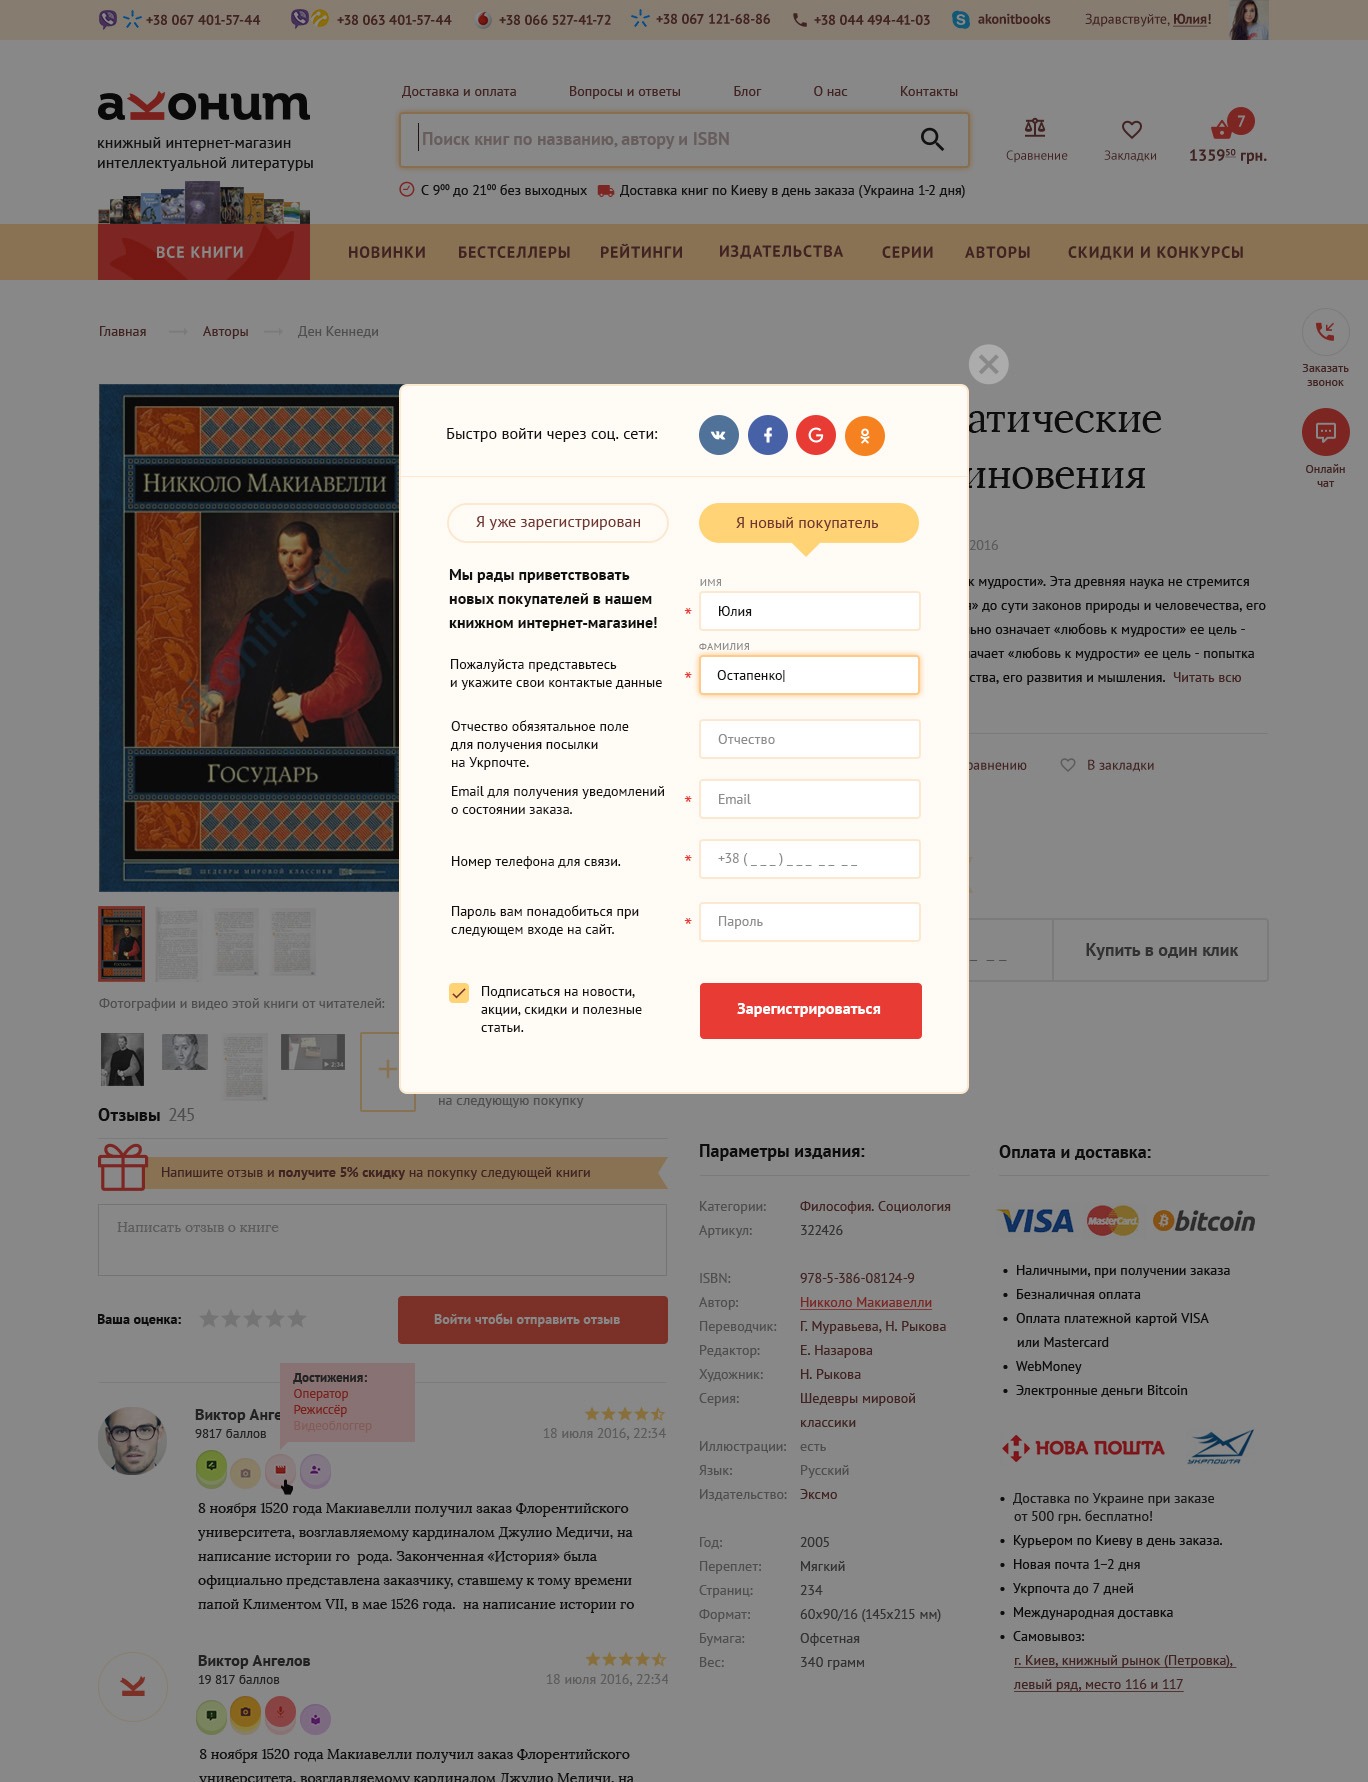 +38 067 401-57-44
+38 063 401-57-44
+38 066 527-41-72
+38 067 121-68-86
+38 044 494-41-03
akonitbooks
Здравствуйте, Юлия!
аконит
книжный интернет-магазин
интеллектуальной литературы
Доставка и оплата
Вопросы и ответы
Блог
О нас
Контакты
Поиск книг по названию, автору и ISBN
С 9⁰⁰ до 21⁰⁰ без выходных
Доставка книг по Киеву в день заказа (Украина 1-2 дня)
Сравнение
Закладки
7
1359⁵⁰ грн.
ВСЕ КНИГИ
НОВИНКИ
БЕСТСЕЛЛЕРЫ
РЕЙТИНГИ
ИЗДАТЕЛЬСТВА
СЕРИИ
АВТОРЫ
СКИДКИ И КОНКУРСЫ
Главная
Авторы
Ден Кеннеди
Заказать
звонок
Онлайн
чат
Никколо Макиавелли
Государь
ШЕДЕВРЫ МИРОВОЙ КЛАССИКИ
атические
иновения
2016
к мудрости». Эта древняя наука не стремится
» до сути законов природы и человечества, его
ьно означает «любовь к мудрости» ее цель -
ачает «любовь к мудрости» ее цель - попытка
ства, его развития и мышления. Читать всю
равнению
В закладки
Купить в один клик
Быстро войти через соц. сети:
Я уже зарегистрирован
Я новый покупатель
Мы рады приветствовать
новых покупателей в нашем
книжном интернет-магазине!
Пожалуйста представьтесь
и укажите свои контактые данные
ИМЯ
* Юлия
ФАМИЛИЯ
* Остапенко
Отчество обязятальное поле
для получения посылки
на Укрпочте.
Отчество
Email для получения уведомлений
о состоянии заказа.
* Email
Номер телефона для связи.
* +38 ( _ _ _ ) _ _ _ _ _ _ _
Пароль вам понадобиться при
следующем входе на сайт.
* Пароль
Подписаться на новости,
акции, скидки и полезные
статьи.
Зарегистрироваться
Фотографии и видео этой книги от читателей:
2:34
+
на следующую покупку
Отзывы 245
Напишите отзыв и получите 5% скидку на покупку следующей книги
Написать отзыв о книге
Ваша оценка:
Войти чтобы отправить отзыв
Достижения:
Оператор
Режиссёр
Видеоблоггер
Виктор Анге
9817 баллов
18 июля 2016, 22:34
8 ноября 1520 года Макиавелли получил заказ Флорентийского
университета, возглавляемому кардиналом Джулио Медичи, на
написание истории го рода. Законченная «История» была
официально представлена заказчику, ставшему к тому времени
папой Климентом VII, в мае 1526 года. на написание истории го
Виктор Ангелов
19 817 баллов
18 июля 2016, 22:34
8 ноября 1520 года Макиавелли получил заказ Флорентийского
университета, возглавляемому кардиналом Джулио Медичи, на
Параметры издания:
Категории: Философия. Социология
Артикул: 322426
ISBN: 978-5-386-08124-9
Автор: Никколо Макиавелли
Переводчик: Г. Муравьева, Н. Рыкова
Редактор: Е. Назарова
Художник: Н. Рыкова
Серия: Шедевры мировой
классики
Иллюстрации: есть
Язык: Русский
Издательство: Эксмо
Год: 2005
Переплет: Мягкий
Страниц: 234
Формат: 60х90/16 (145х215 мм)
Бумага: Офсетная
Вес: 340 грамм
Оплата и доставка:
VISA MasterCard bitcoin
• Наличными, при получении заказа
• Безналичная оплата
• Оплата платежной картой VISA
или Mastercard
• WebMoney
• Электронные деньги Bitcoin
НОВА ПОШТА УКРПОШТА
• Доставка по Украине при заказе
от 500 грн. бесплатно!
• Курьером по Киеву в день заказа.
• Новая почта 1–2 дня
• Укрпочта до 7 дней
• Международная доставка
• Самовывоз:
г. Киев, книжный рынок (Петровка),
левый ряд, место 116 и 117